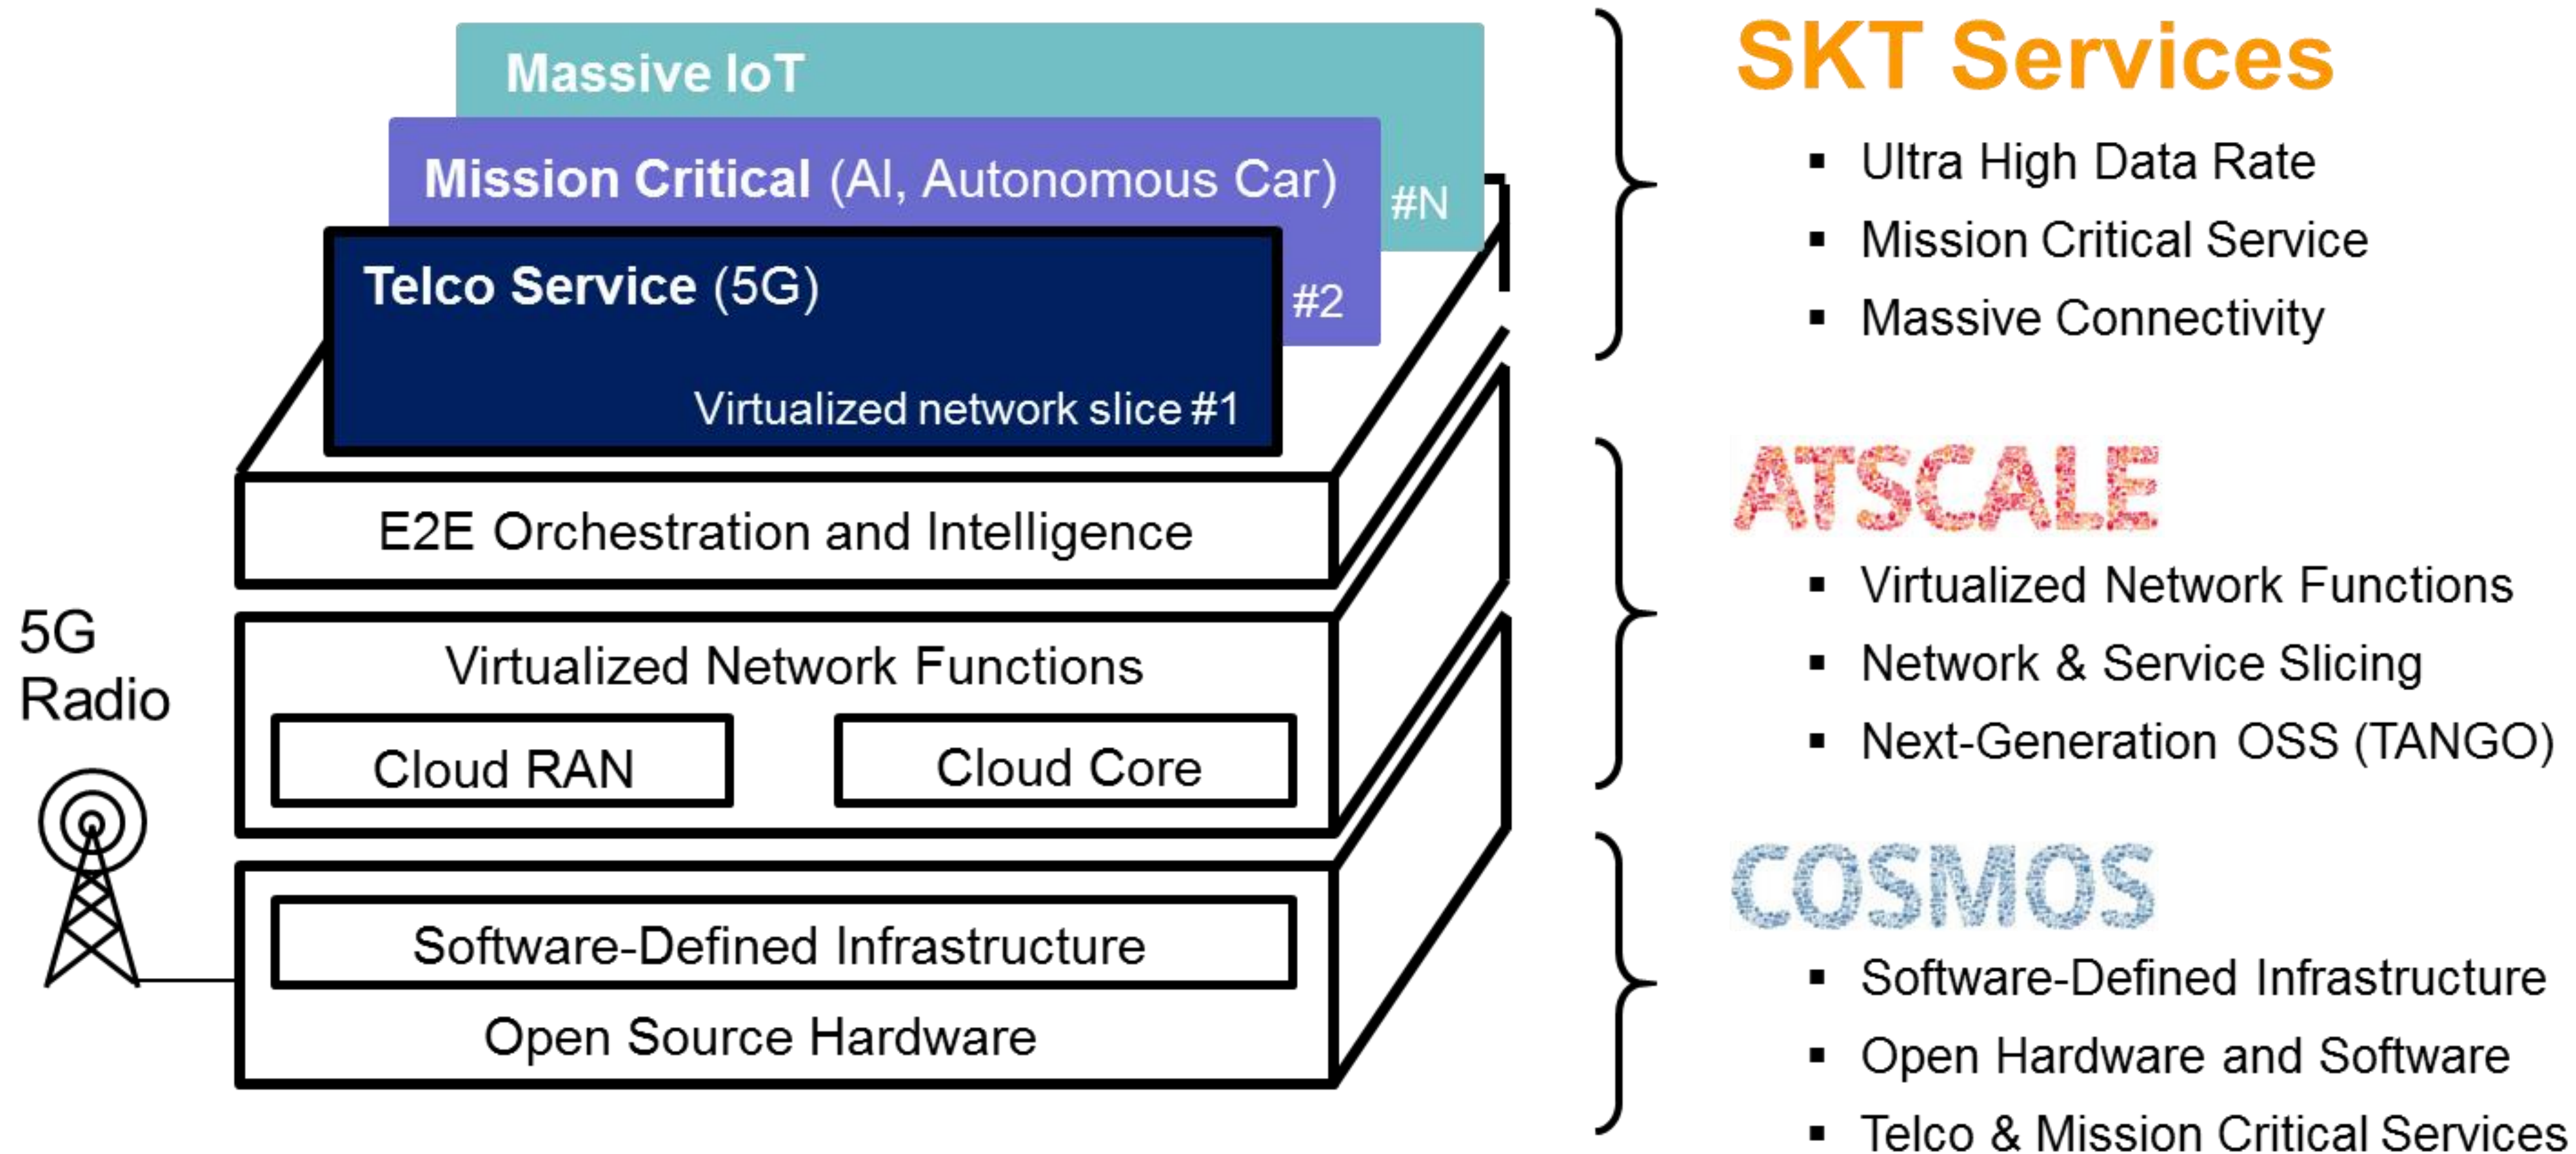 Massive IoT
#N
Mission Critical (AI, Autonomous Car)
#2
Telco Service (5G)
Virtualized network slice #1
E2E Orchestration and Intelligence
Virtualized Network Functions
Cloud RAN
Cloud Core
Software-Defined Infrastructure
Open Source Hardware
5G
Radio
SKT Services
▪ Ultra High Data Rate
▪ Mission Critical Service
▪ Massive Connectivity
ATSCALE
▪ Virtualized Network Functions
▪ Network & Service Slicing
▪ Next-Generation OSS (TANGO)
COSMOS
▪ Software-Defined Infrastructure
▪ Open Hardware and Software
▪ Telco & Mission Critical Services